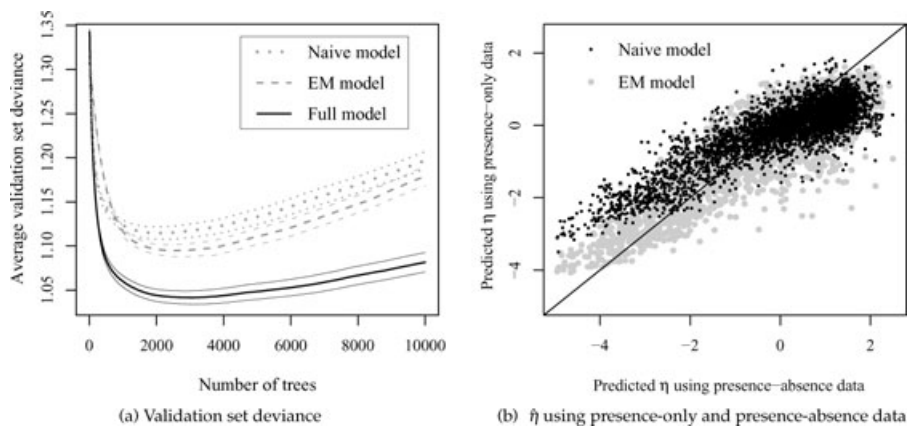 1.35
1.30
1.25
1.20
1.15
1.10
1.05
Average validation set deviance
Naive model
EM model
Full model
0
2000
4000
6000
8000
10000
Number of trees
(a) Validation set deviance
2
0
−2
−4
Predicted η using presence−only data
Naive model
EM model
−4
−2
0
2
Predicted η using presence−absence data
(b) η̂ using presence-only and presence-absence data